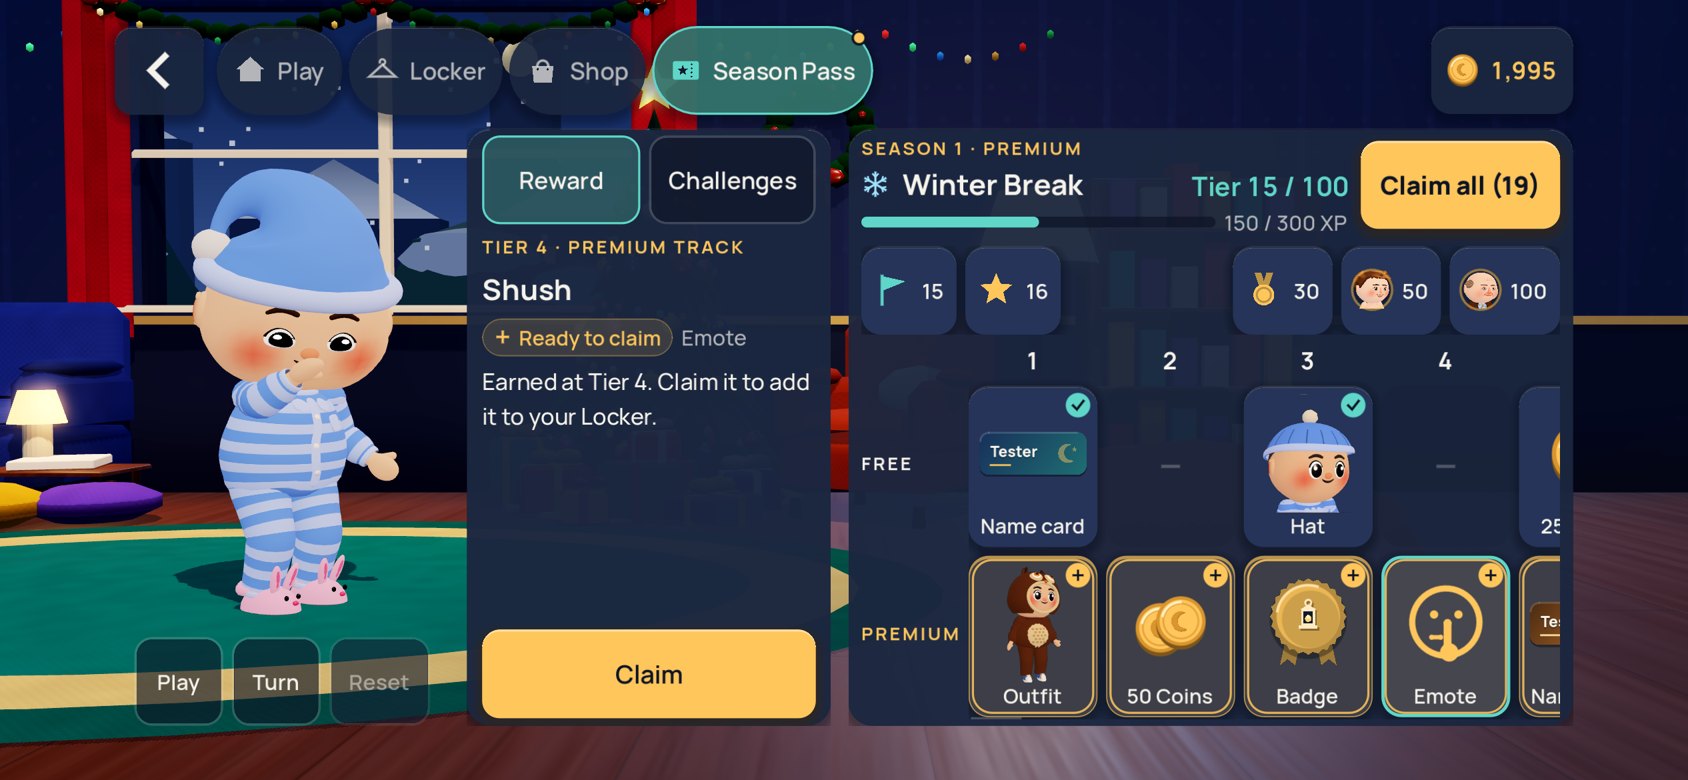 Play
Locker
Shop
Season Pass
1,995
Reward
Challenges
TIER 4 · PREMIUM TRACK
Shush
+ Ready to claim
Emote
Earned at Tier 4. Claim it to add
it to your Locker.
Claim
Play
Turn
Reset
SEASON 1 · PREMIUM
Winter Break
Tier 15 / 100
150 / 300 XP
Claim all (19)
15
16
30
50
100
1
2
3
4
FREE
Tester
Name card
—
Hat
—
25
PREMIUM
Outfit
50 Coins
Badge
Emote